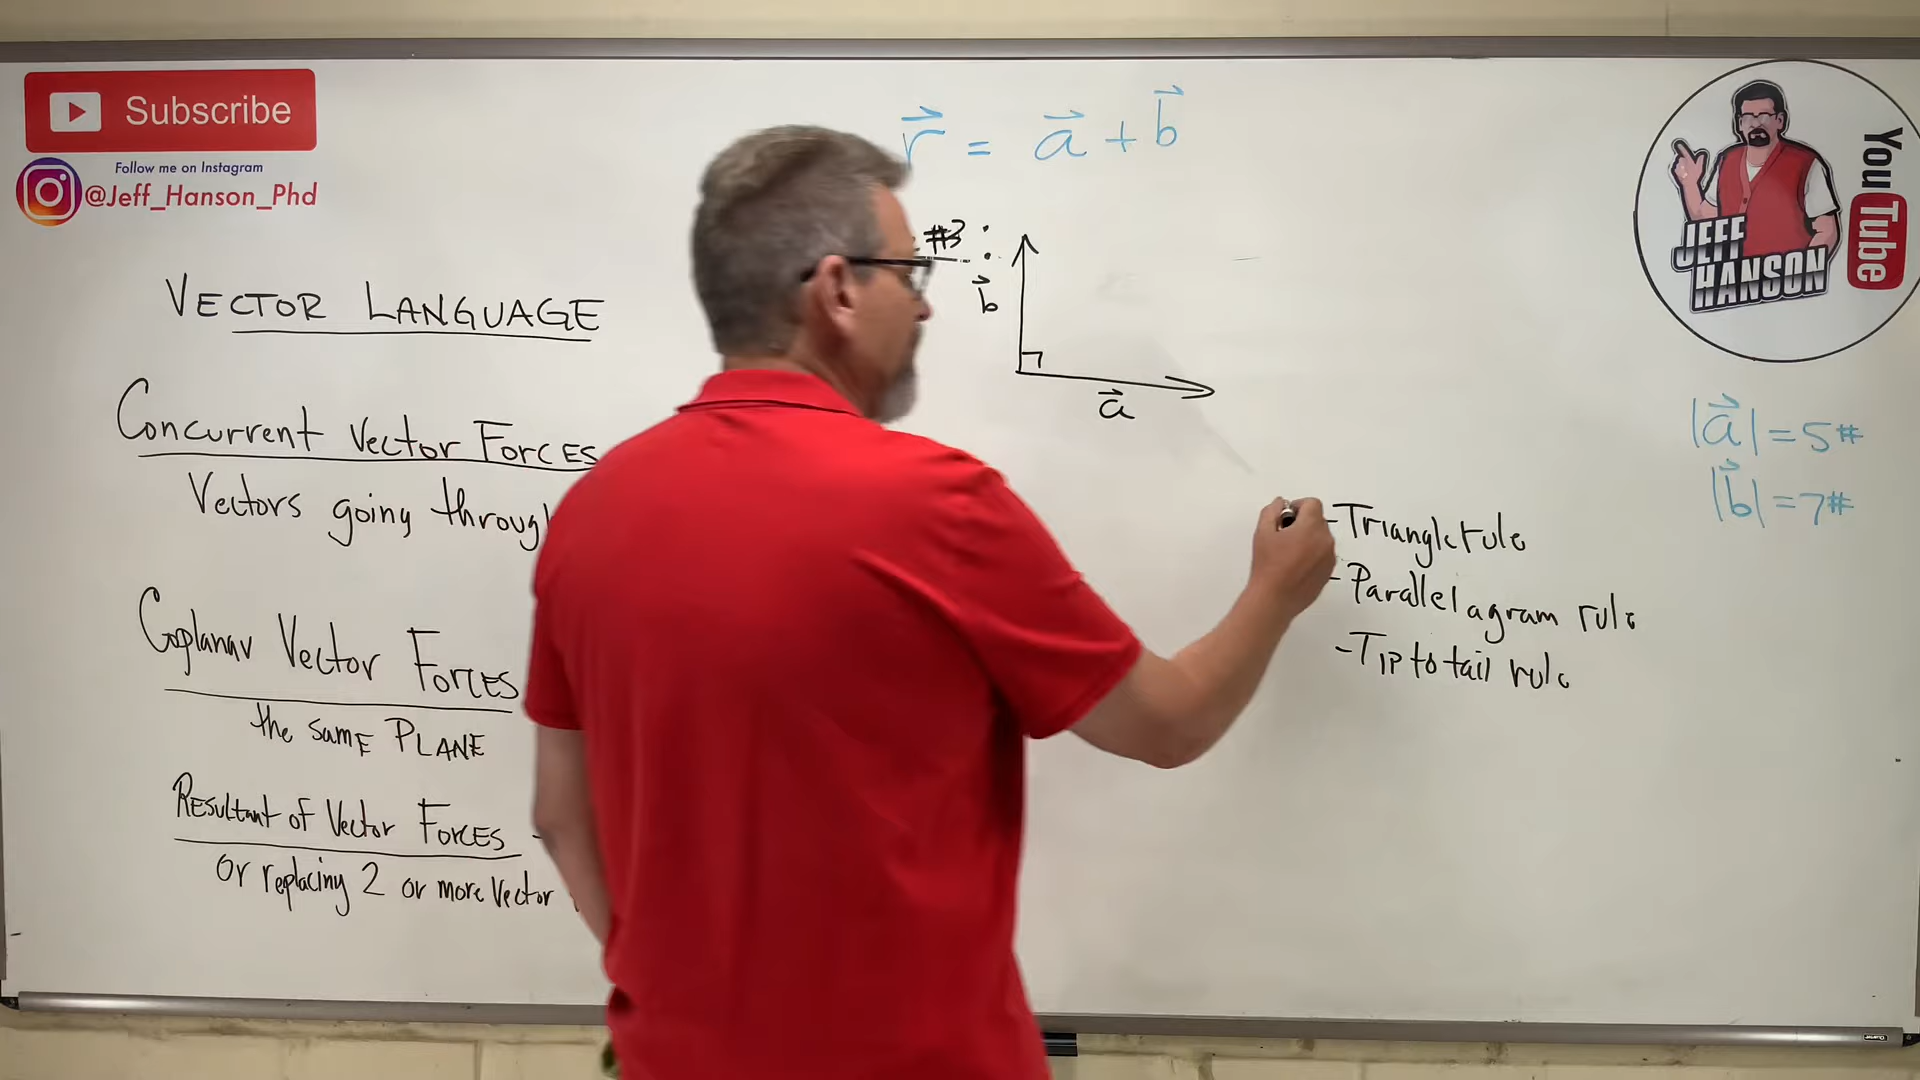 Subscribe
Follow me on Instagram
@Jeff_Hanson_Phd
r = a + b
#3 :
b
a
VECTOR LANGUAGE
Concurrent Vector Forces
Vectors going through
Coplanar Vector Forces
the same PLANE
Resultant of Vector Forces -
or replacing 2 or more vector
- Triangle rule
- Parallelagram rule
- Tip to tail rule
|a| = 5#
|b| = 7#
JEFF
HANSON
YouTube